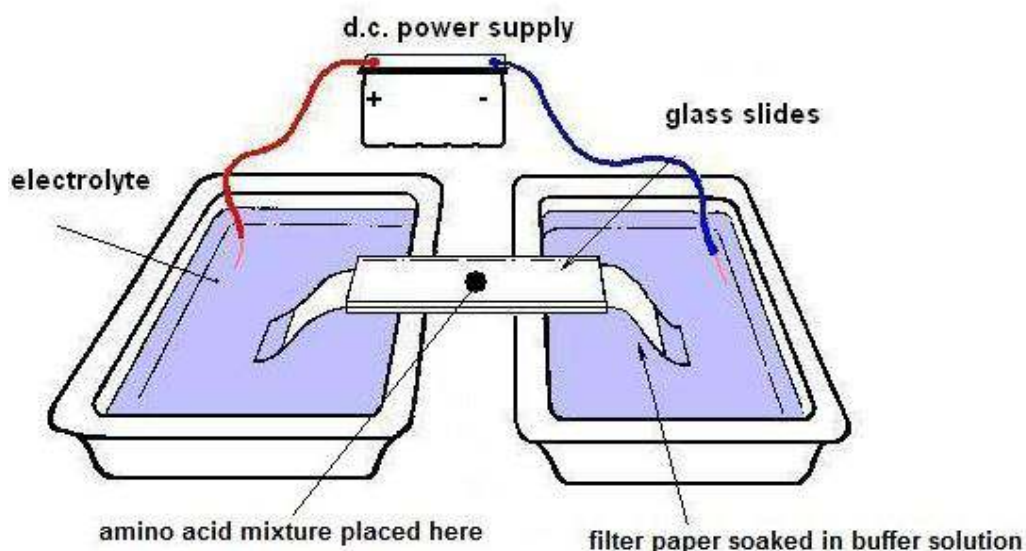 d.c. power supply
+ -
glass slides
electrolyte
amino acid mixture placed here
filter paper soaked in buffer solution